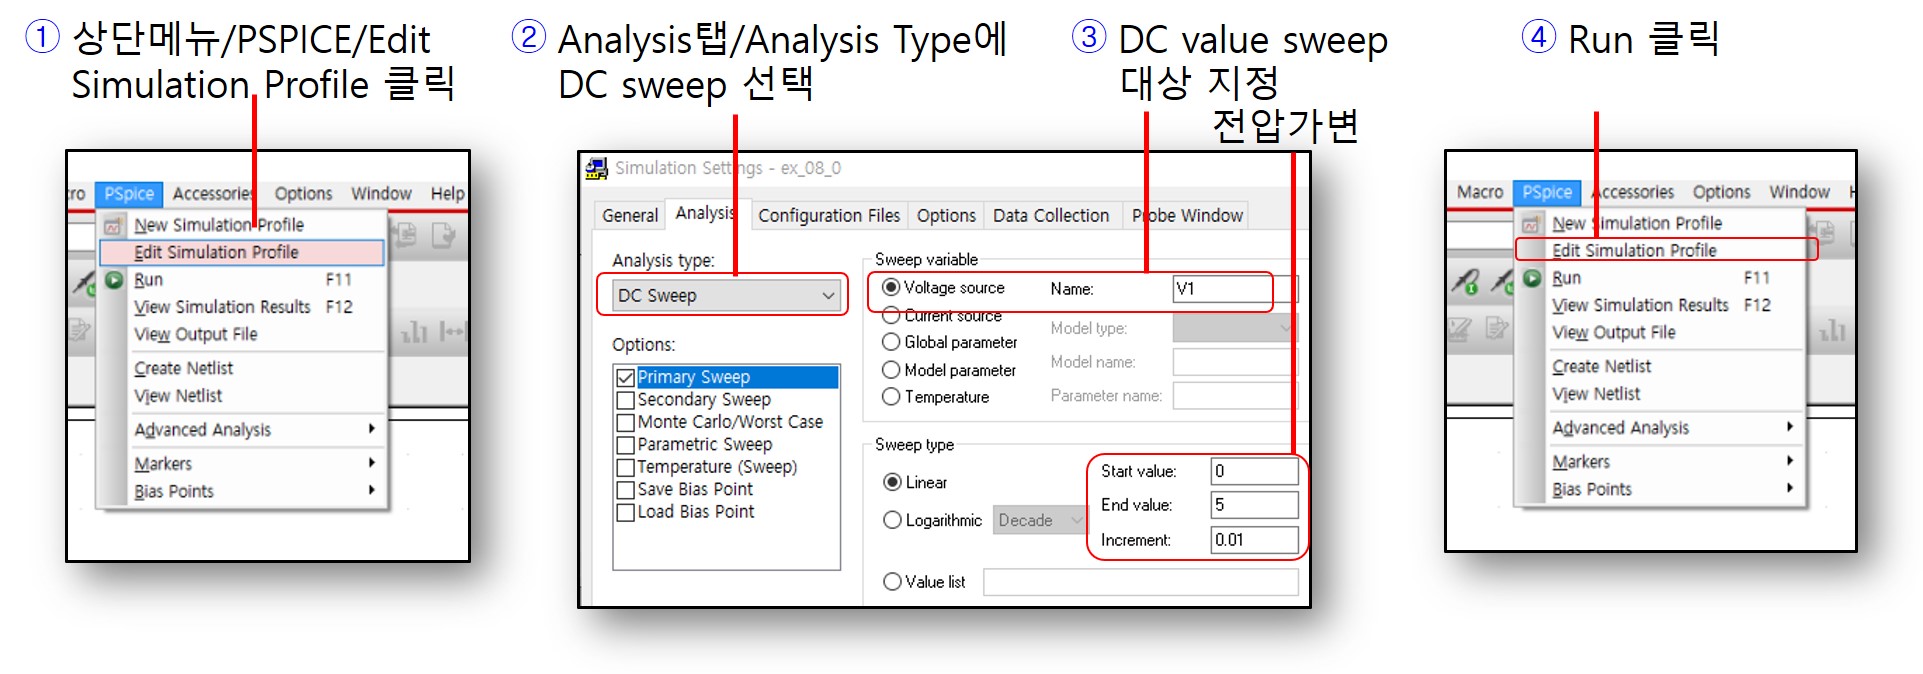 ① 상단메뉴/PSPICE/Edit
Simulation Profile 클릭
② Analysis탭/Analysis Type에
DC sweep 선택
③ DC value sweep
대상 지정
전압가변
④ Run 클릭
ro PSpice Accessories Options Window Help
New Simulation Profile
Edit Simulation Profile
Run F11
View Simulation Results F12
View Output File
Create Netlist
View Netlist
Advanced Analysis
Markers
Bias Points
Simulation Settings - ex_08_0
General Analysis Configuration Files Options Data Collection Probe Window
Analysis type:
DC Sweep
Options:
Primary Sweep
Secondary Sweep
Monte Carlo/Worst Case
Parametric Sweep
Temperature (Sweep)
Save Bias Point
Load Bias Point
Sweep variable
Voltage source Name: V1
Current source
Model type:
Global parameter
Model name:
Model parameter
Temperature Parameter name:
Sweep type
Linear
Logarithmic Decade
Value list
Start value: 0
End value: 5
Increment: 0.01
Macro PSpice Accessories Options Window H
New Simulation Profile
Edit Simulation Profile
Run F11
View Simulation Results F12
View Output File
Create Netlist
View Netlist
Advanced Analysis
Markers
Bias Points